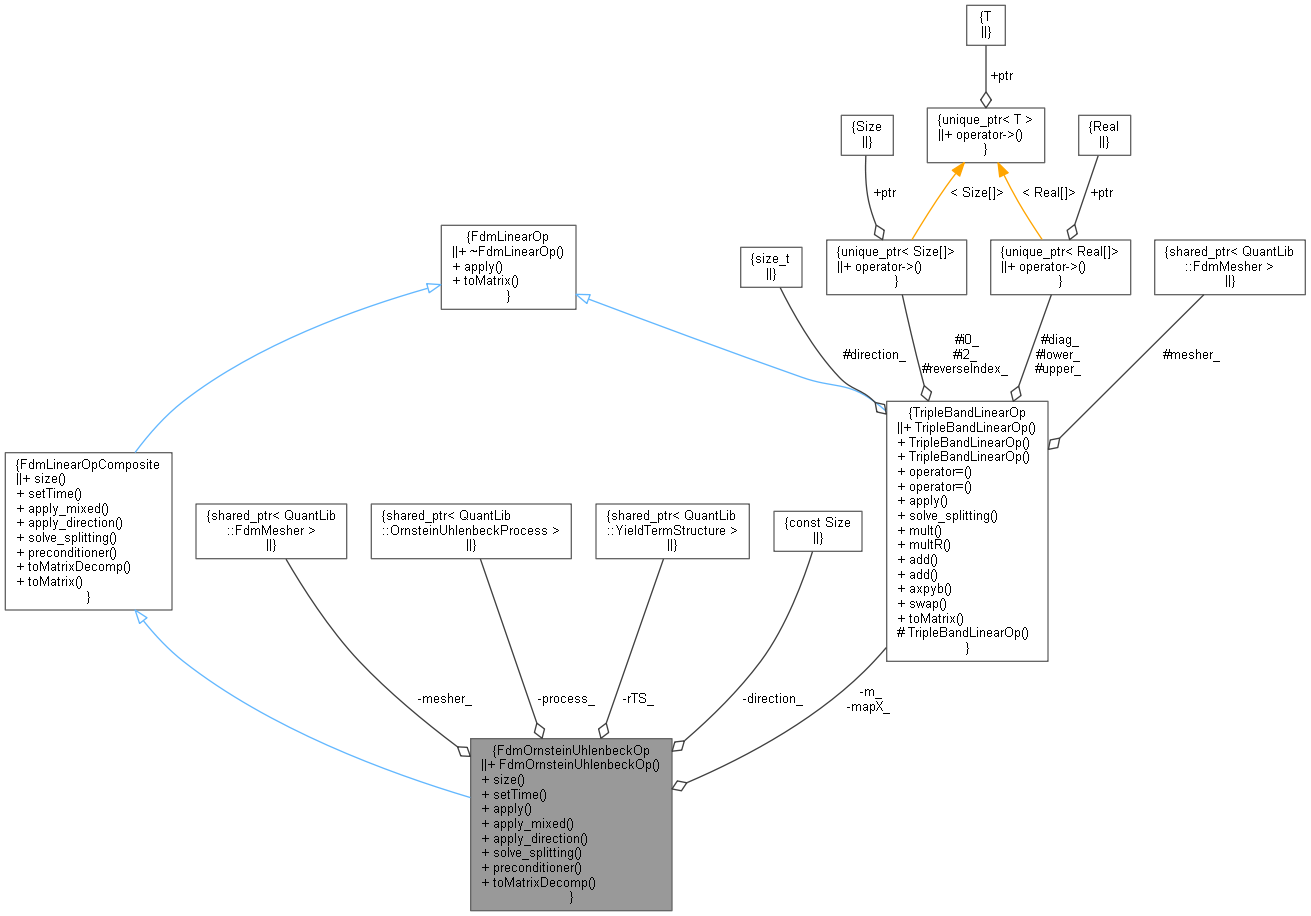 {T
||}
+ptr
{Size
||}
{unique_ptr< T >
||+ operator->()
}
{Real
||}
+ptr
< Size[]>
< Real[]>
+ptr
{FdmLinearOp
||+ ~FdmLinearOp()
+ apply()
+ toMatrix()
}
{size_t
||}
{unique_ptr< Size[]>
||+ operator->()
}
{unique_ptr< Real[]>
||+ operator->()
}
{shared_ptr< QuantLib
::FdmMesher >
||}
#direction_
#i0_
#i2_
#reverseIndex_
#diag_
#lower_
#upper_
#mesher_
{FdmLinearOpComposite
||+ size()
+ setTime()
+ apply_mixed()
+ apply_direction()
+ solve_splitting()
+ preconditioner()
+ toMatrixDecomp()
+ toMatrix()
}
{shared_ptr< QuantLib
::FdmMesher >
||}
{shared_ptr< QuantLib
::OrnsteinUhlenbeckProcess >
||}
{shared_ptr< QuantLib
::YieldTermStructure >
||}
{const Size
||}
{TripleBandLinearOp
||+ TripleBandLinearOp()
+ TripleBandLinearOp()
+ TripleBandLinearOp()
+ operator=()
+ operator=()
+ apply()
+ solve_splitting()
+ mult()
+ multR()
+ add()
+ add()
+ axpyb()
+ swap()
+ toMatrix()
# TripleBandLinearOp()
}
-mesher_
-process_
-rTS_
-direction_
-m_
-mapX_
{FdmOrnsteinUhlenbeckOp
||+ FdmOrnsteinUhlenbeckOp()
+ size()
+ setTime()
+ apply()
+ apply_mixed()
+ apply_direction()
+ solve_splitting()
+ preconditioner()
+ toMatrixDecomp()
}